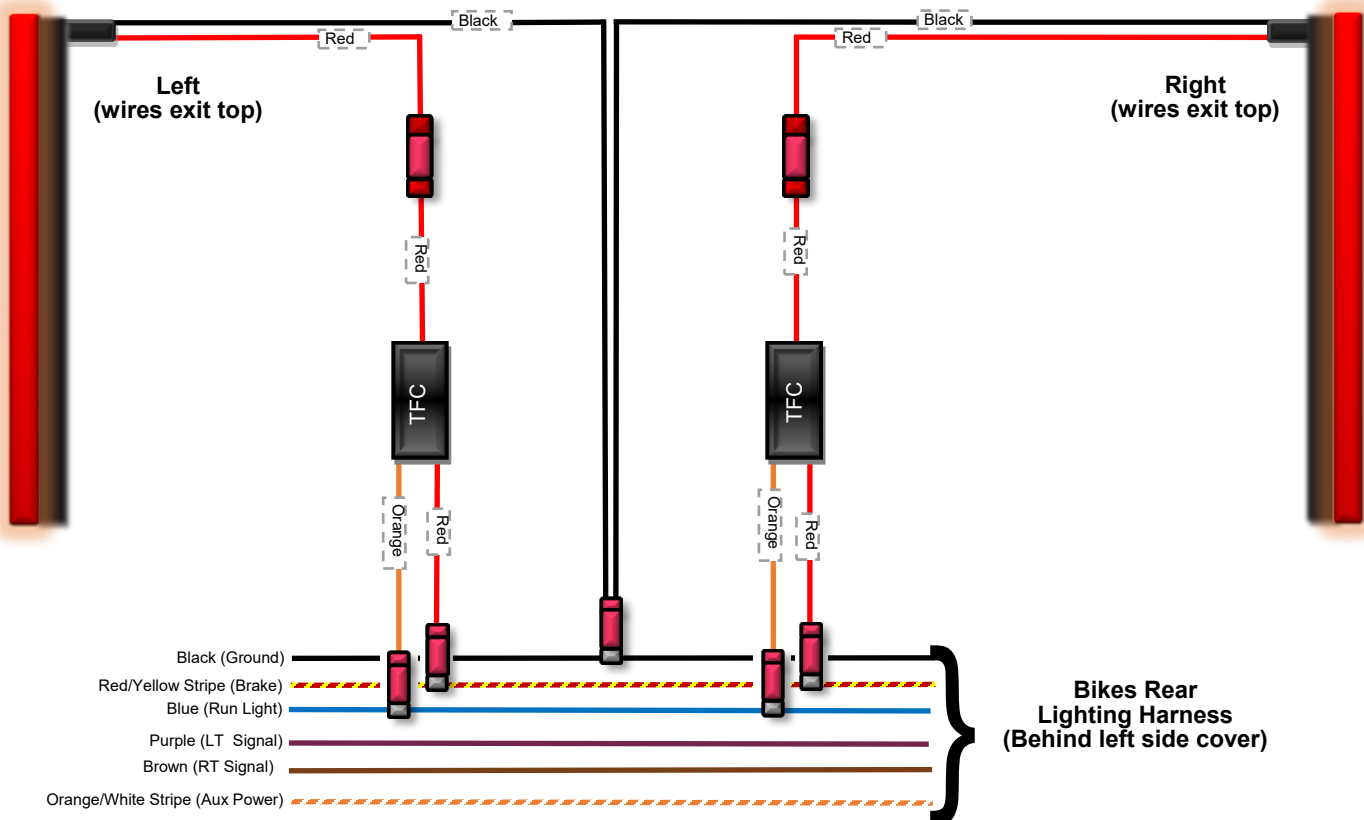 Black
Black
Red
Red
Left
(wires exit top)
Right
(wires exit top)
Red
Red
TFC
TFC
Orange
Red
Orange
Red
Black (Ground)
Red/Yellow Stripe (Brake)
Blue (Run Light)
Purple (LT Signal)
Brown (RT Signal)
Orange/White Stripe (Aux Power)
Bikes Rear
Lighting Harness
(Behind left side cover)